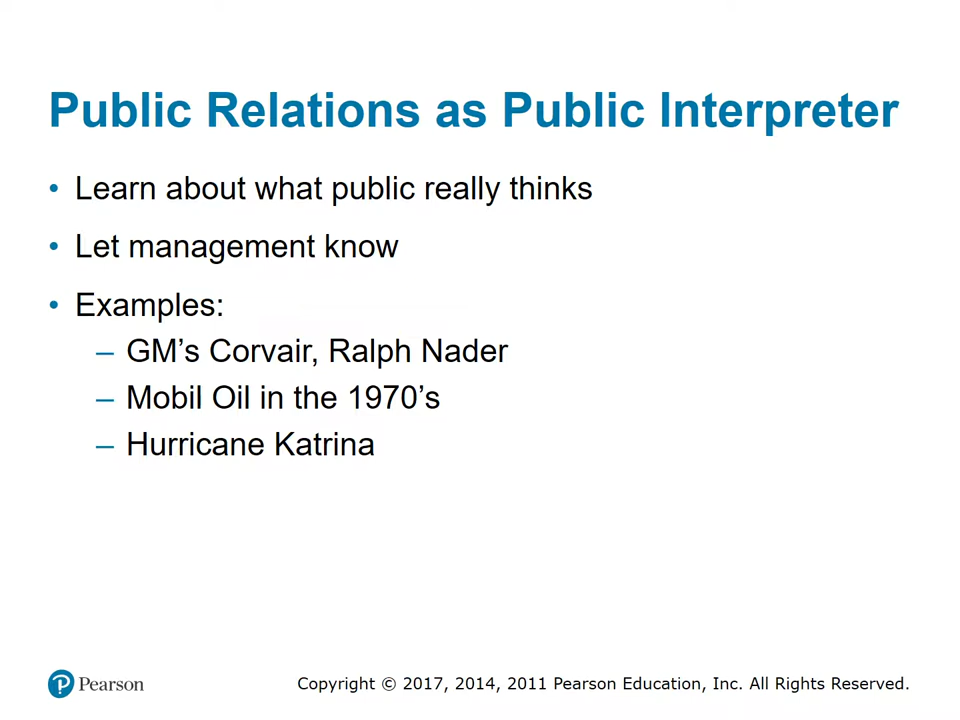 Public Relations as Public Interpreter
• Learn about what public really thinks
• Let management know
• Examples:
– GM’s Corvair, Ralph Nader
– Mobil Oil in the 1970’s
– Hurricane Katrina
Pearson
Copyright © 2017, 2014, 2011 Pearson Education, Inc. All Rights Reserved.